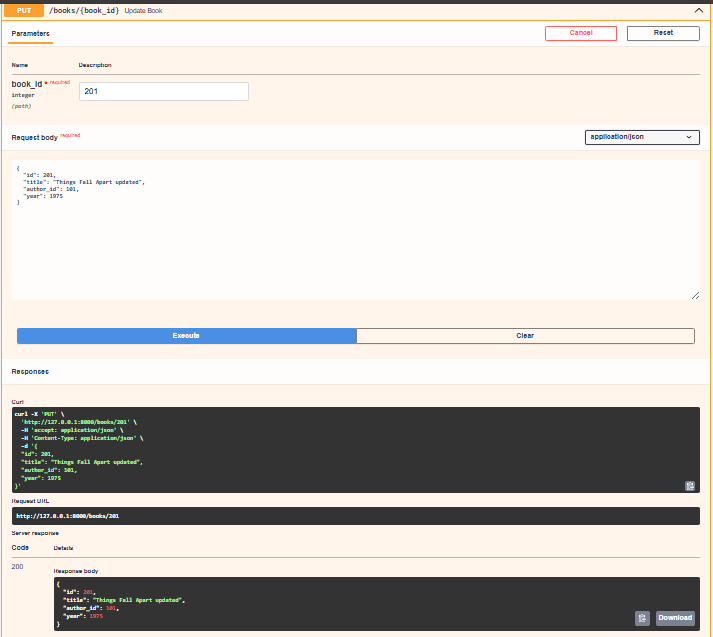 PUT /books/{book_id} Update Book
Parameters
Cancel
Reset
Name Description
book_id * required
integer
(path)
201
Request body required
application/json
{
"id": 201,
"title": "Things Fall Apart updated",
"author_id": 101,
"year": 1975
}
Execute
Clear
Responses
Curl
curl -X 'PUT' \
'http://127.0.0.1:8000/books/201' \
-H 'accept: application/json' \
-H 'Content-Type: application/json' \
-d '{
"id": 201,
"title": "Things Fall Apart updated",
"author_id": 101,
"year": 1975
}'
Request URL
http://127.0.0.1:8000/books/201
Server response
Code Details
200
Response body
{
"id": 201,
"title": "Things Fall Apart updated",
"author_id": 101,
"year": 1975
}
Download